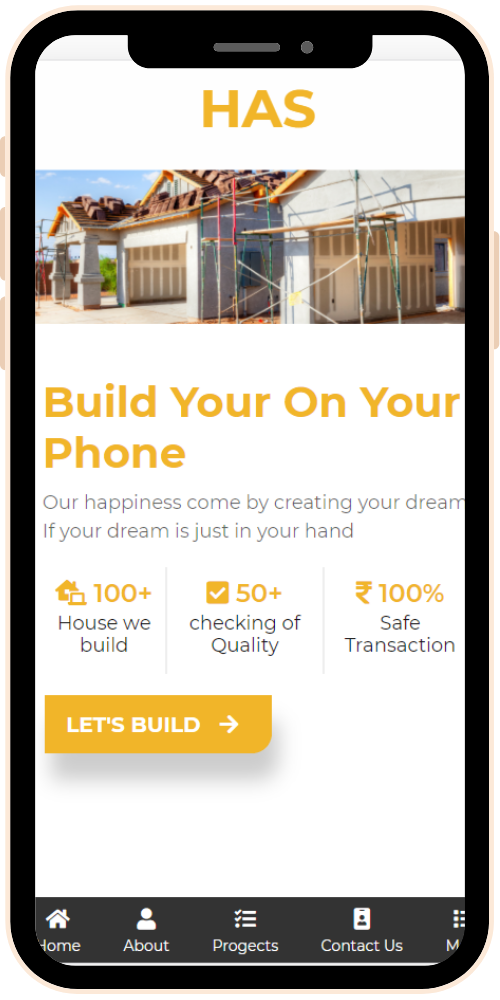 HAS
Build Your On Your
Phone
Our happiness come by creating your dream
If your dream is just in your hand
100+ 50+ ₹ 100%
House we checking of Safe
build Quality Transaction
LET'S BUILD
Home About Progects Contact Us M